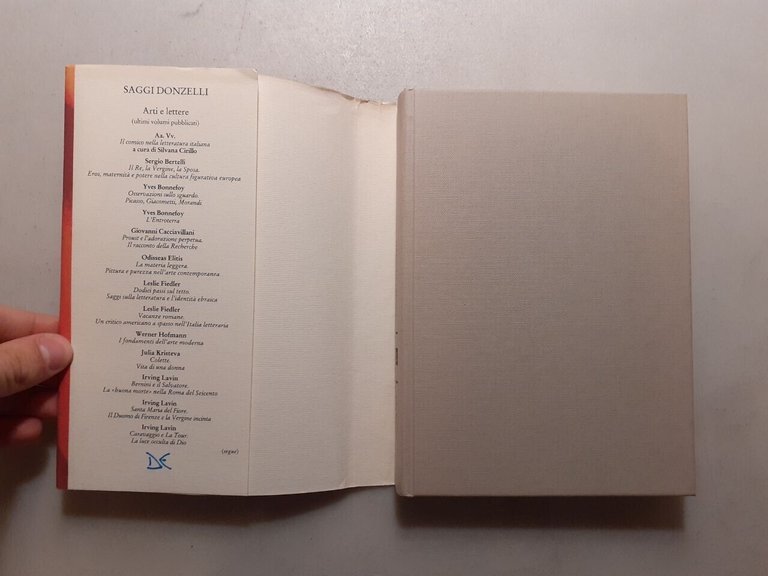 SAGGI DONZELLI
Arti e lettere
(ultimi volumi pubblicati)
Aa. Vv.
Il comico nella letteratura italiana
a cura di Silvana Cirillo
Sergio Bertelli
Il Re, la Vergine, la Sposa.
Eros, maternità e potere nella cultura figurativa europea
Yves Bonnefoy
Osservazioni sullo sguardo.
Picasso, Giacometti, Morandi
Yves Bonnefoy
L'Entroterra
Giovanni Cacciavillani
Proust e l'adorazione perpetua.
Il racconto della Recherche
Odisseas Elitis
La materia leggera.
Pittura e purezza nell'arte contemporanea
Leslie Fiedler
Dodici passi sul tetto.
Saggi sulla letteratura e l'identità ebraica
Leslie Fiedler
Vacanze romane.
Un critico americano a spasso nell'Italia letteraria
Werner Hofmann
I fondamenti dell'arte moderna
Julia Kristeva
Colette.
Vita di una donna
Irving Lavin
Bernini e il Salvatore.
La «buona morte» nella Roma del Seicento
Irving Lavin
Santa Maria del Fiore.
Il Duomo di Firenze e la Vergine incinta
Irving Lavin
Caravaggio e La Tour.
La luce occulta di Dio
(segue)
DE